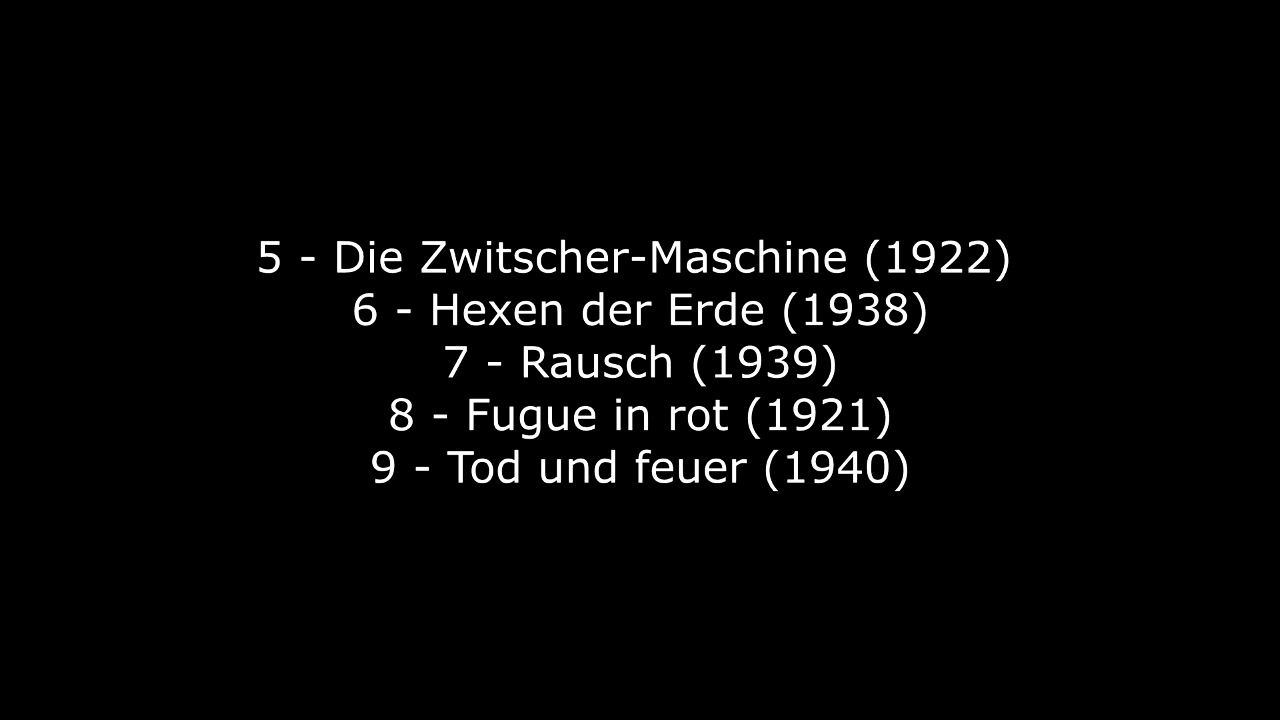 5 - Die Zwitscher-Maschine (1922)
6 - Hexen der Erde (1938)
7 - Rausch (1939)
8 - Fugue in rot (1921)
9 - Tod und feuer (1940)